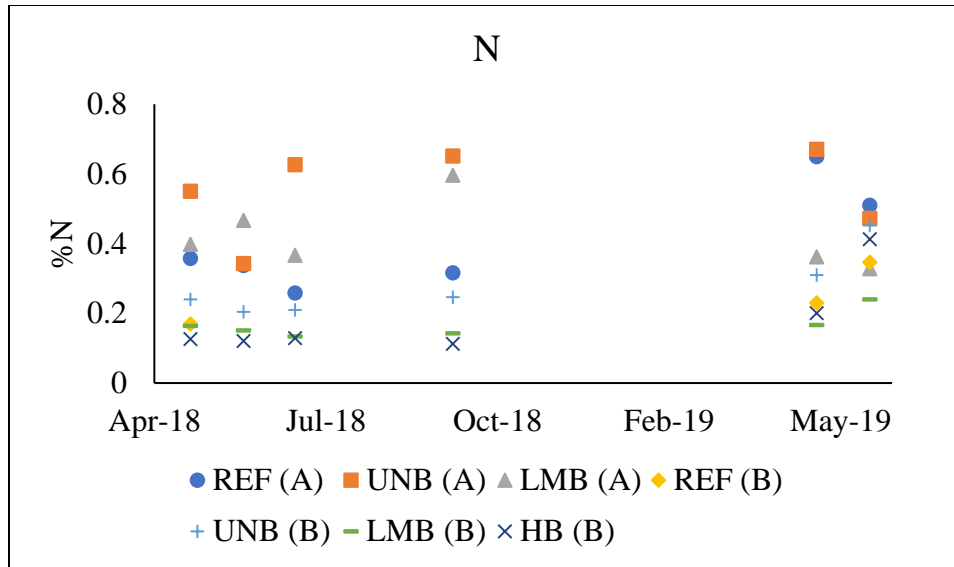 N
0.8
0.6
0.4
0.2
0
%N
Apr-18 Jul-18 Oct-18 Feb-19 May-19
REF (A) UNB (A) LMB (A) REF (B)
UNB (B) LMB (B) HB (B)